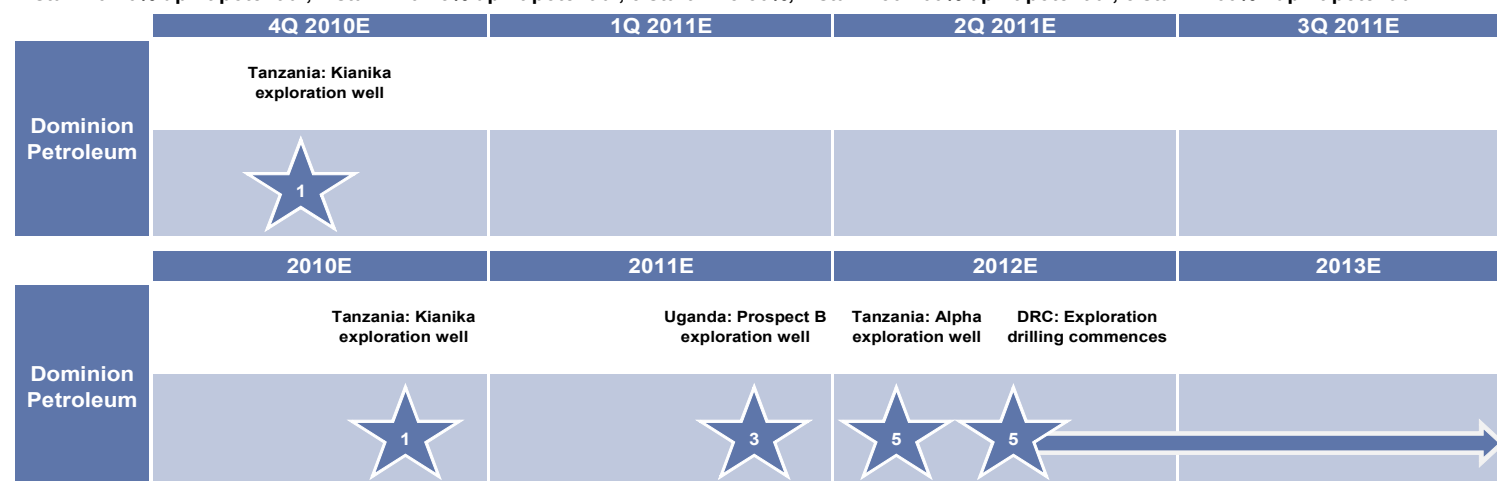 4Q 2010E 1Q 2011E 2Q 2011E 3Q 2011E
Tanzania: Kianika
exploration well
Dominion
Petroleum
1
2010E 2011E 2012E 2013E
Tanzania: Kianika
exploration well
Uganda: Prospect B
exploration well
Tanzania: Alpha
exploration well
DRC: Exploration
drilling commences
Dominion
Petroleum
1 3 5 5